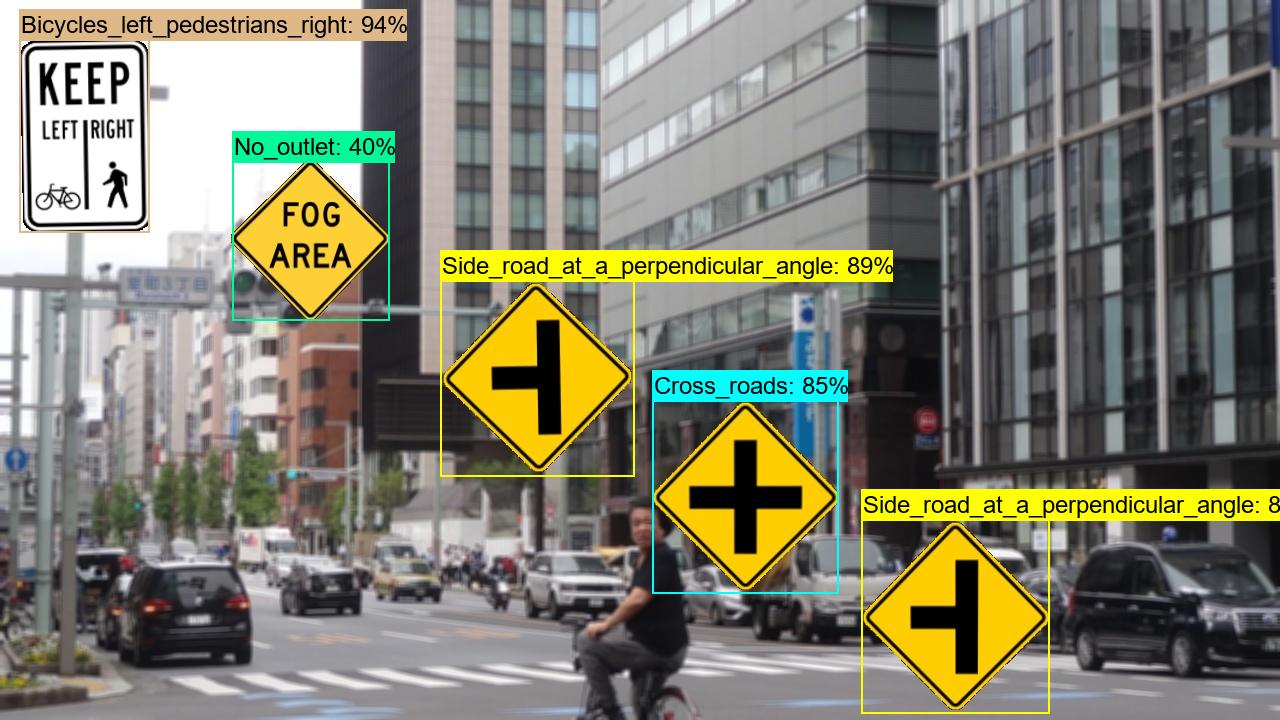 Bicycles_left_pedestrians_right: 94%
KEEP
LEFT RIGHT
No_outlet: 40%
FOG
AREA
Side_road_at_a_perpendicular_angle: 89%
Cross_roads: 85%
Side_road_at_a_perpendicular_angle: 8